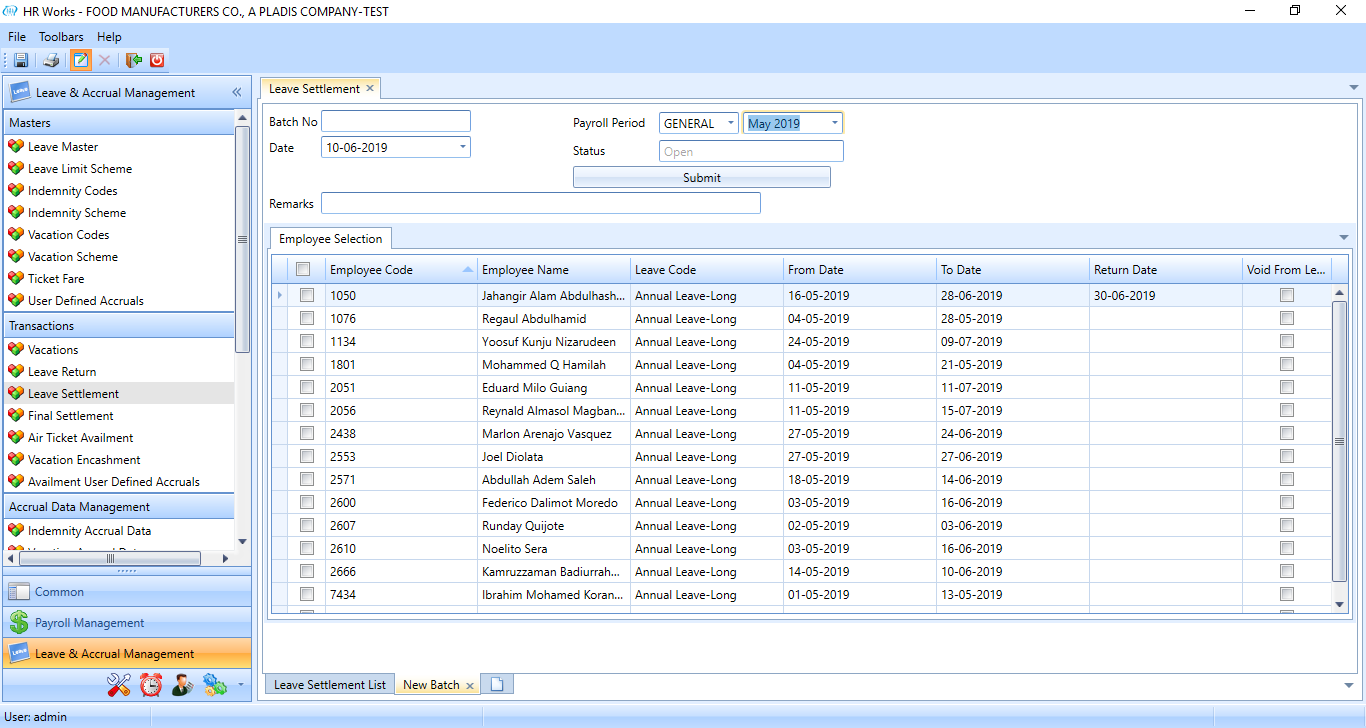 HR Works - FOOD MANUFACTURERS CO., A PLADIS COMPANY-TEST
File Toolbars Help
Leave & Accrual Management
Masters
Leave Master
Leave Limit Scheme
Indemnity Codes
Indemnity Scheme
Vacation Codes
Vacation Scheme
Ticket Fare
User Defined Accruals
Transactions
Vacations
Leave Return
Leave Settlement
Final Settlement
Air Ticket Availment
Vacation Encashment
Availment User Defined Accruals
Accrual Data Management
Indemnity Accrual Data
Common
Payroll Management
Leave & Accrual Management
Leave Settlement
Batch No
Payroll Period GENERAL May 2019
Date 10-06-2019
Status Open
Submit
Remarks
Employee Selection
Employee Code Employee Name Leave Code From Date To Date Return Date Void From Le...
1050 Jahangir Alam Abdulhash... Annual Leave-Long 16-05-2019 28-06-2019 30-06-2019
1076 Regaul Abdulhamid Annual Leave-Long 04-05-2019 28-05-2019
1134 Yoosuf Kunju Nizarudeen Annual Leave-Long 24-05-2019 09-07-2019
1801 Mohammed Q Hamilah Annual Leave-Long 04-05-2019 21-05-2019
2051 Eduard Milo Guiang Annual Leave-Long 11-05-2019 11-07-2019
2056 Reynald Almasol Magban... Annual Leave-Long 11-05-2019 15-07-2019
2438 Marlon Arenajo Vasquez Annual Leave-Long 27-05-2019 24-06-2019
2553 Joel Diolata Annual Leave-Long 27-05-2019 27-06-2019
2571 Abdullah Adem Saleh Annual Leave-Long 18-05-2019 14-06-2019
2600 Federico Dalimot Moredo Annual Leave-Long 03-05-2019 16-06-2019
2607 Runday Quijote Annual Leave-Long 02-05-2019 03-06-2019
2610 Noelito Sera Annual Leave-Long 03-05-2019 16-06-2019
2666 Kamruzzaman Badiurrah... Annual Leave-Long 14-05-2019 10-06-2019
7434 Ibrahim Mohamed Koran... Annual Leave-Long 01-05-2019 13-05-2019
Leave Settlement List New Batch
User: admin